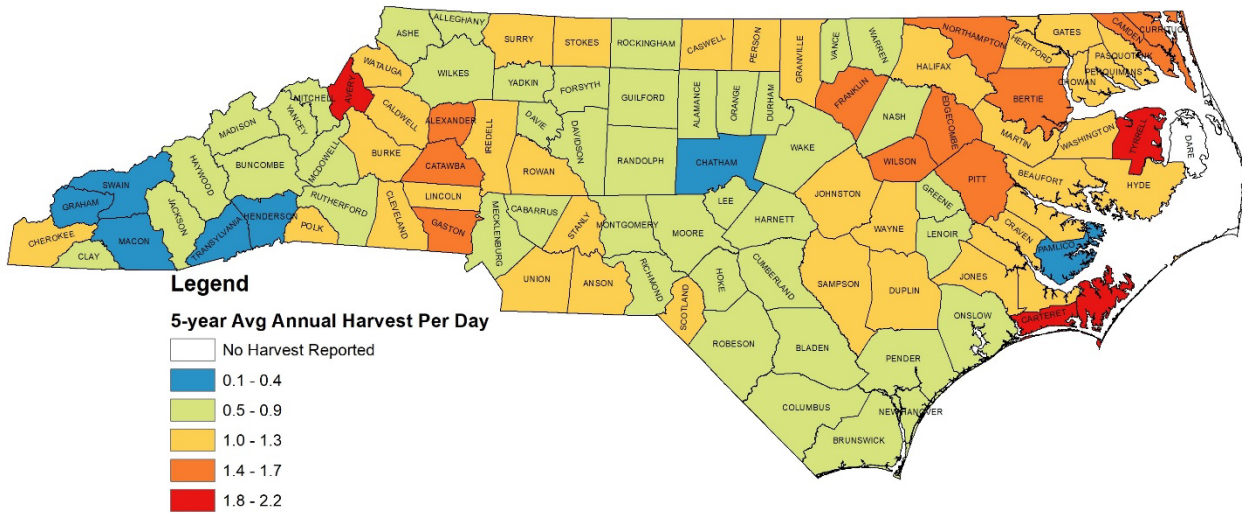 ALLEGHANY
ASHE
SURRY
STOKES
ROCKINGHAM
CASWELL
PERSON
GRANVILLE
VANCE
WARREN
NORTHAMPTON
HERTFORD
GATES
CAMDEN
CURRITUCK
PASQUOTANK
PERQUIMANS
CHOWAN
HALIFAX
BERTIE
WATAUGA
WILKES
YADKIN
FORSYTH
GUILFORD
ALAMANCE
ORANGE
DURHAM
FRANKLIN
NASH
EDGECOMBE
MARTIN
WASHINGTON
TYRRELL
DARE
AVERY
MITCHELL
YANCEY
CALDWELL
ALEXANDER
IREDELL
DAVIE
DAVIDSON
RANDOLPH
CHATHAM
WAKE
WILSON
PITT
BEAUFORT
HYDE
MADISON
BUNCOMBE
MCDOWELL
BURKE
CATAWBA
ROWAN
JOHNSTON
GREENE
SWAIN
HAYWOOD
GRAHAM
JACKSON
HENDERSON
TRANSYLVANIA
RUTHERFORD
POLK
CLEVELAND
LINCOLN
GASTON
MECKLENBURG
CABARRUS
STANLY
MONTGOMERY
MOORE
LEE
HARNETT
WAYNE
LENOIR
CRAVEN
PAMLICO
CHEROKEE
MACON
CLAY
UNION
ANSON
RICHMOND
SCOTLAND
HOKE
CUMBERLAND
SAMPSON
DUPLIN
JONES
ONSLOW
CARTERET
ROBESON
BLADEN
PENDER
COLUMBUS
NEW HANOVER
BRUNSWICK
Legend
5-year Avg Annual Harvest Per Day
No Harvest Reported
0.1 - 0.4
0.5 - 0.9
1.0 - 1.3
1.4 - 1.7
1.8 - 2.2